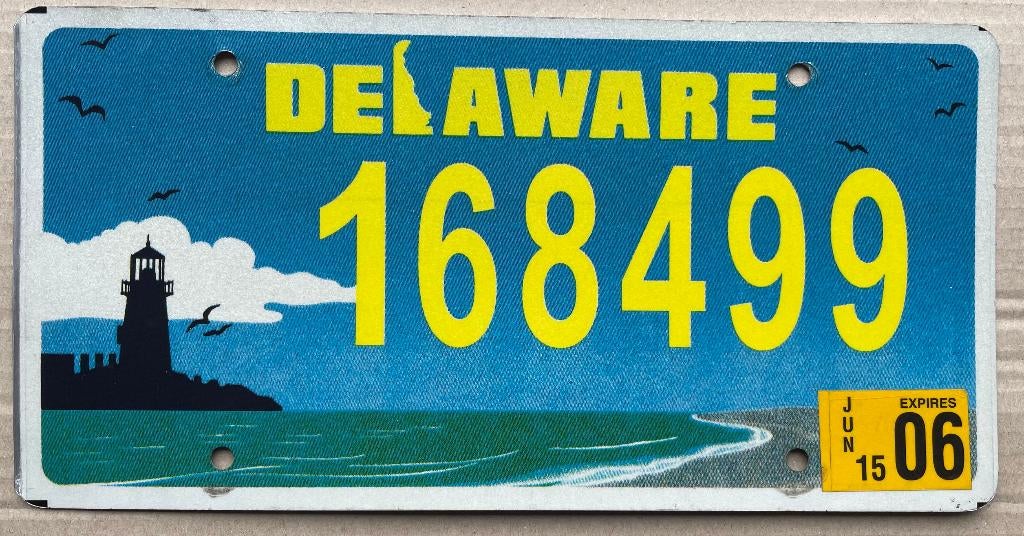 DELAWARE
168499
JUN
EXPIRES
15 06